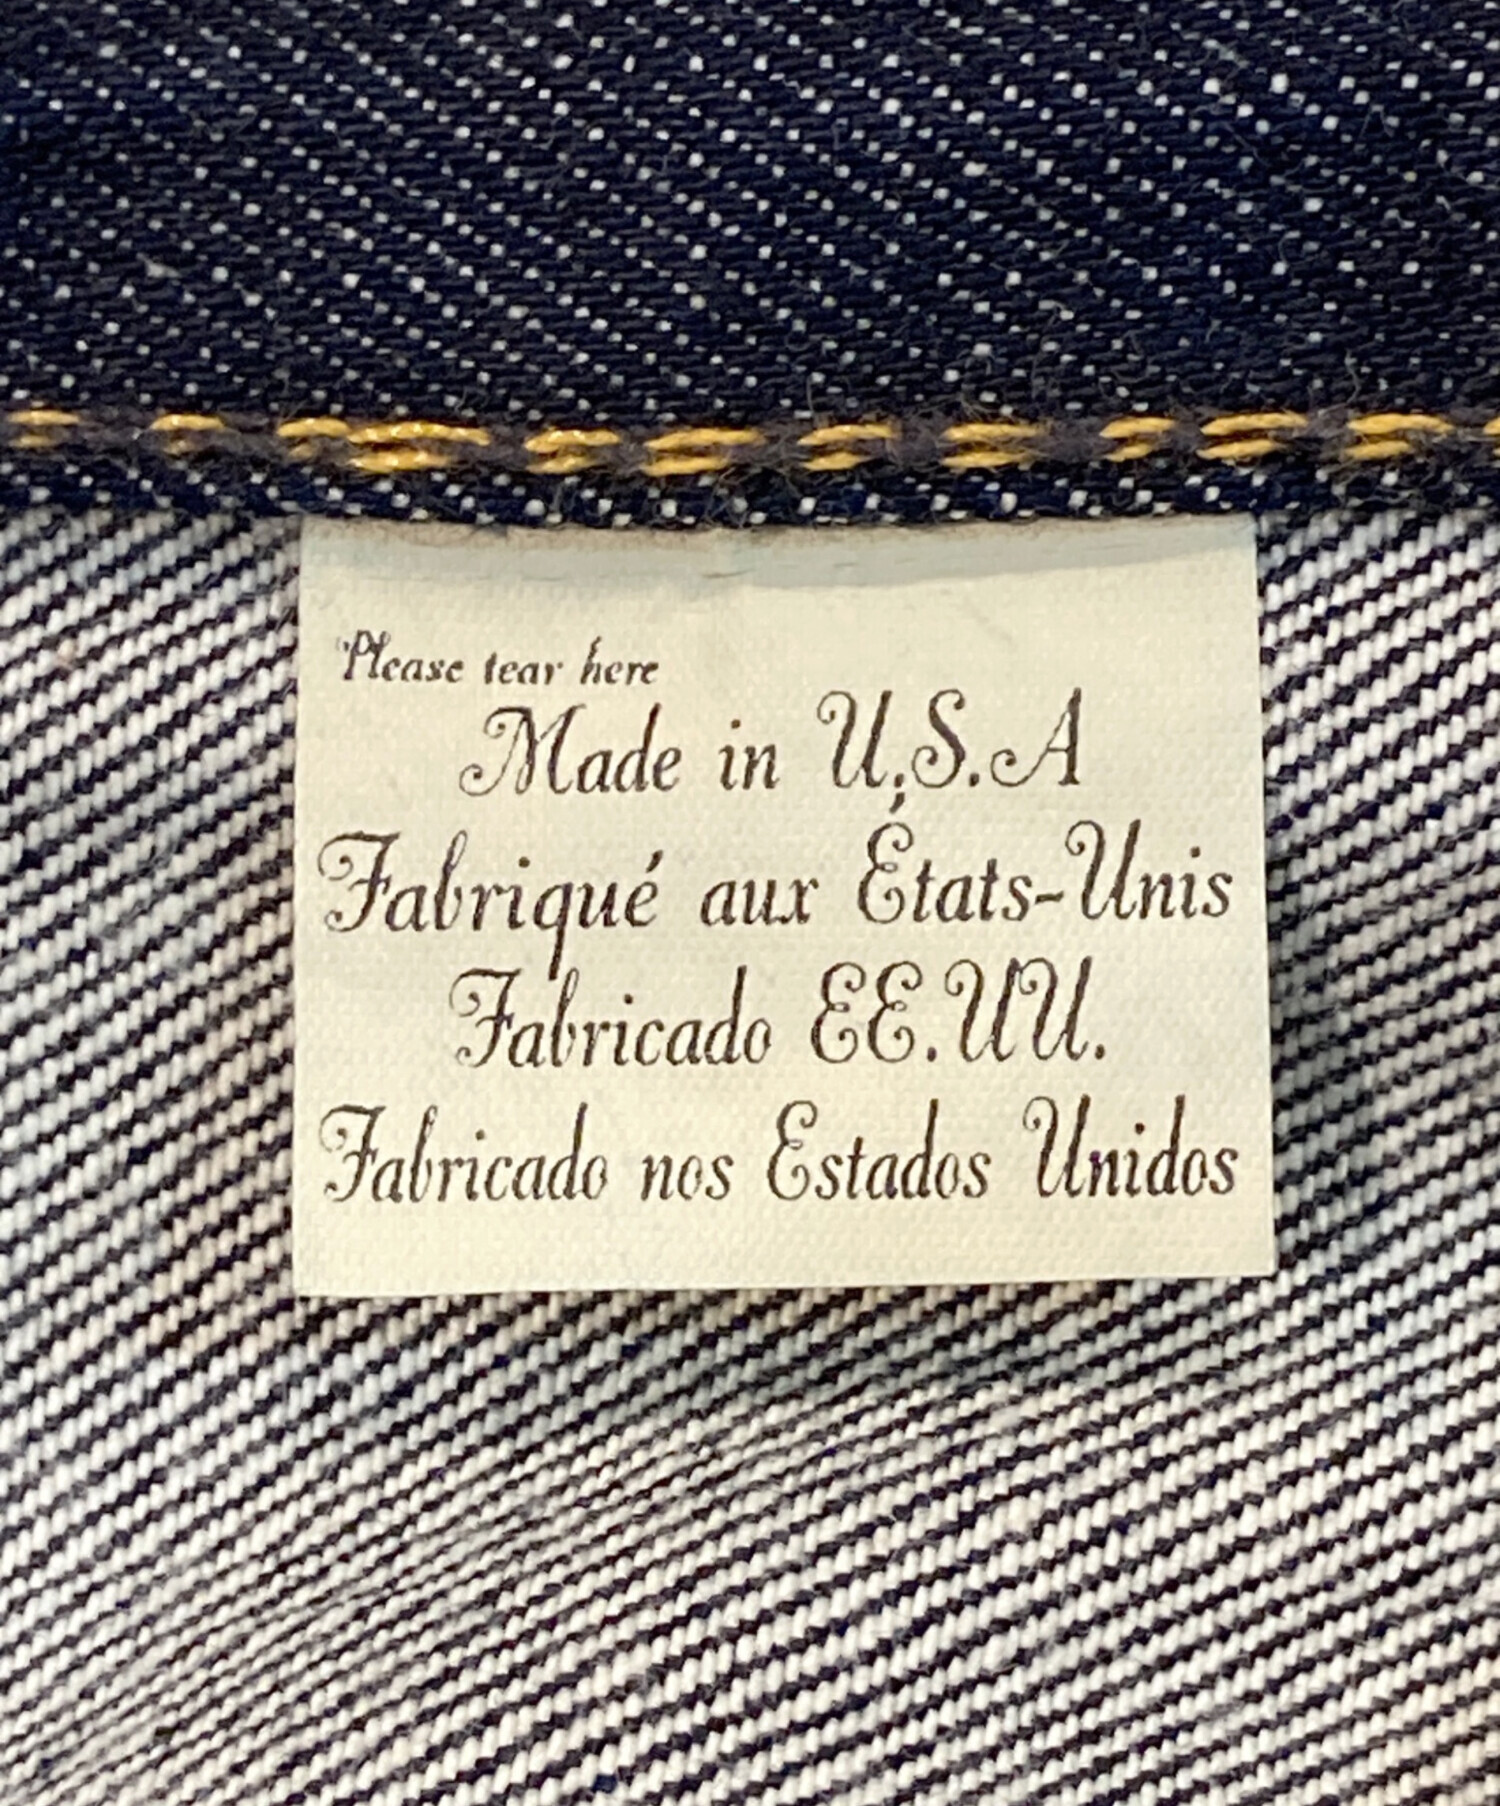 Please tear here
Made in U.S.A
Fabriqué aux États-Unis
Fabricado EE.UU.
Fabricado nos Estados Unidos